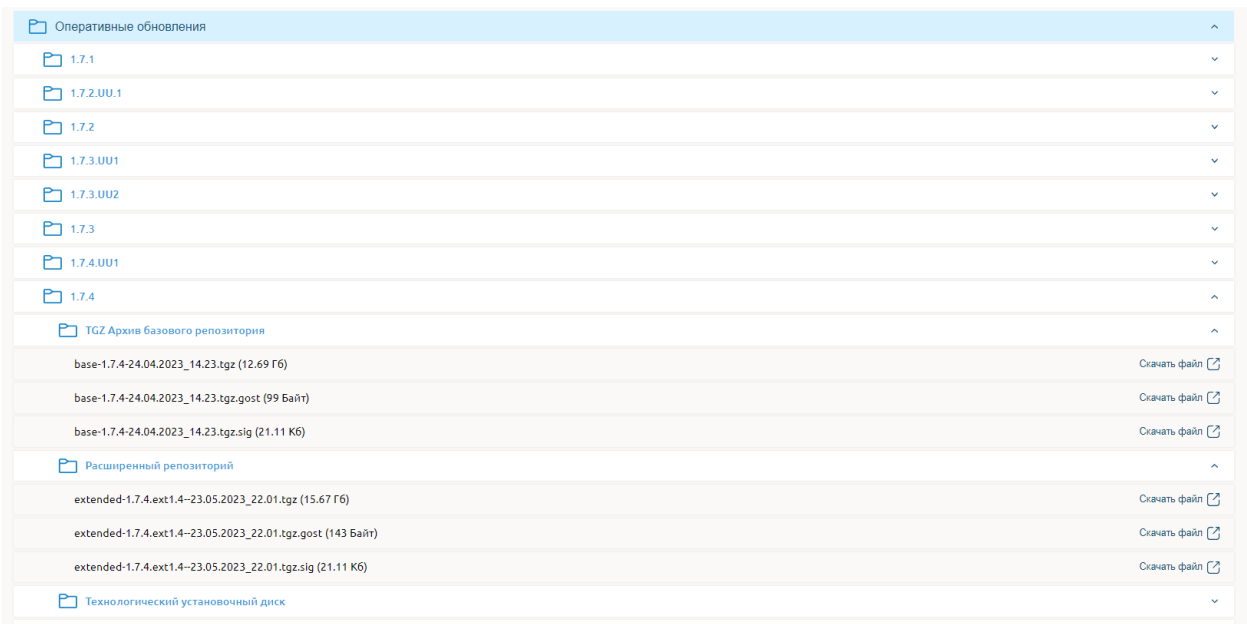 Оперативные обновления
1.7.1
1.7.2.UU.1
1.7.2
1.7.3.UU1
1.7.3.UU2
1.7.3
1.7.4.UU1
1.7.4
TGZ Архив базового репозитория
base-1.7.4-24.04.2023_14.23.tgz (12.69 Гб) Скачать файл
base-1.7.4-24.04.2023_14.23.tgz.gost (99 Байт) Скачать файл
base-1.7.4-24.04.2023_14.23.tgz.sig (21.11 Кб) Скачать файл
Расширенный репозиторий
extended-1.7.4.ext1.4--23.05.2023_22.01.tgz (15.67 Гб) Скачать файл
extended-1.7.4.ext1.4--23.05.2023_22.01.tgz.gost (143 Байт) Скачать файл
extended-1.7.4.ext1.4--23.05.2023_22.01.tgz.sig (21.11 Кб) Скачать файл
Технологический установочный диск